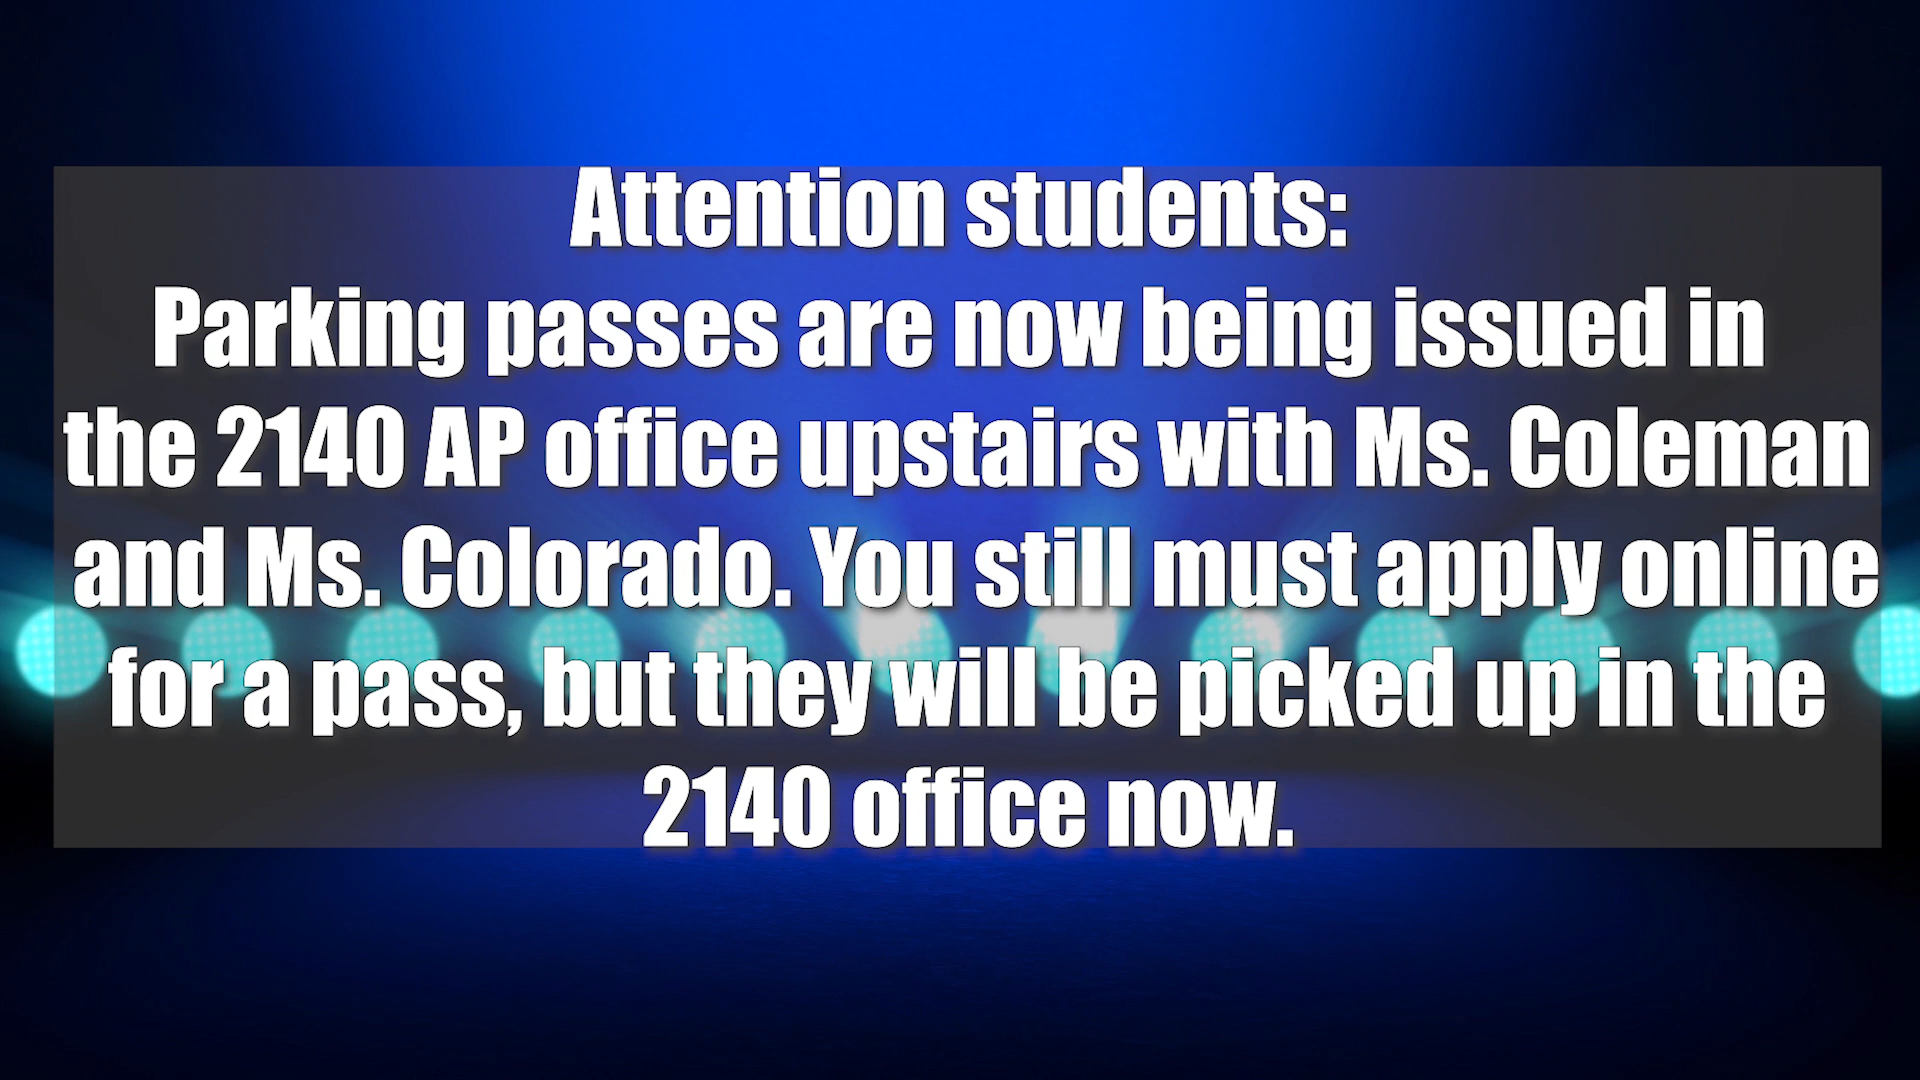 Attention students:
Parking passes are now being issued in
the 2140 AP office upstairs with Ms. Coleman
and Ms. Colorado. You still must apply online
for a pass, but they will be picked up in the
2140 office now.